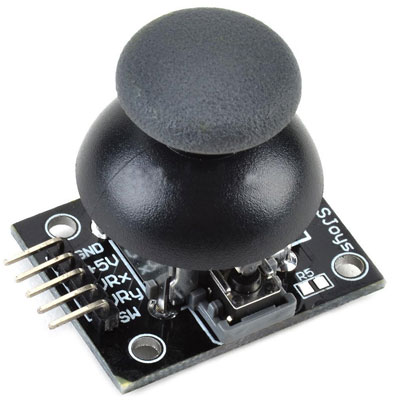 GND
+5V
VRx
VRy
SW
SJoys
R5